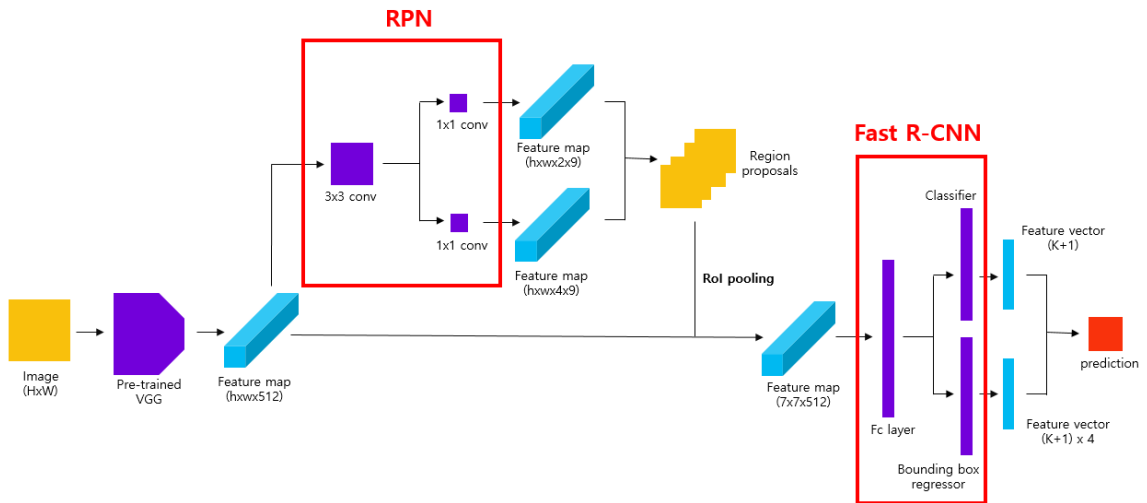 RPN
1x1 conv
3x3 conv
1x1 conv
Feature map
(hxwx2x9)
Feature map
(hxwx4x9)
Region
proposals
RoI pooling
Image
(HxW)
Pre-trained
VGG
Feature map
(hxwx512)
Feature map
(7x7x512)
Fast R-CNN
Classifier
Fc layer
Bounding box
regressor
Feature vector
(K+1)
Feature vector
(K+1) x 4
prediction